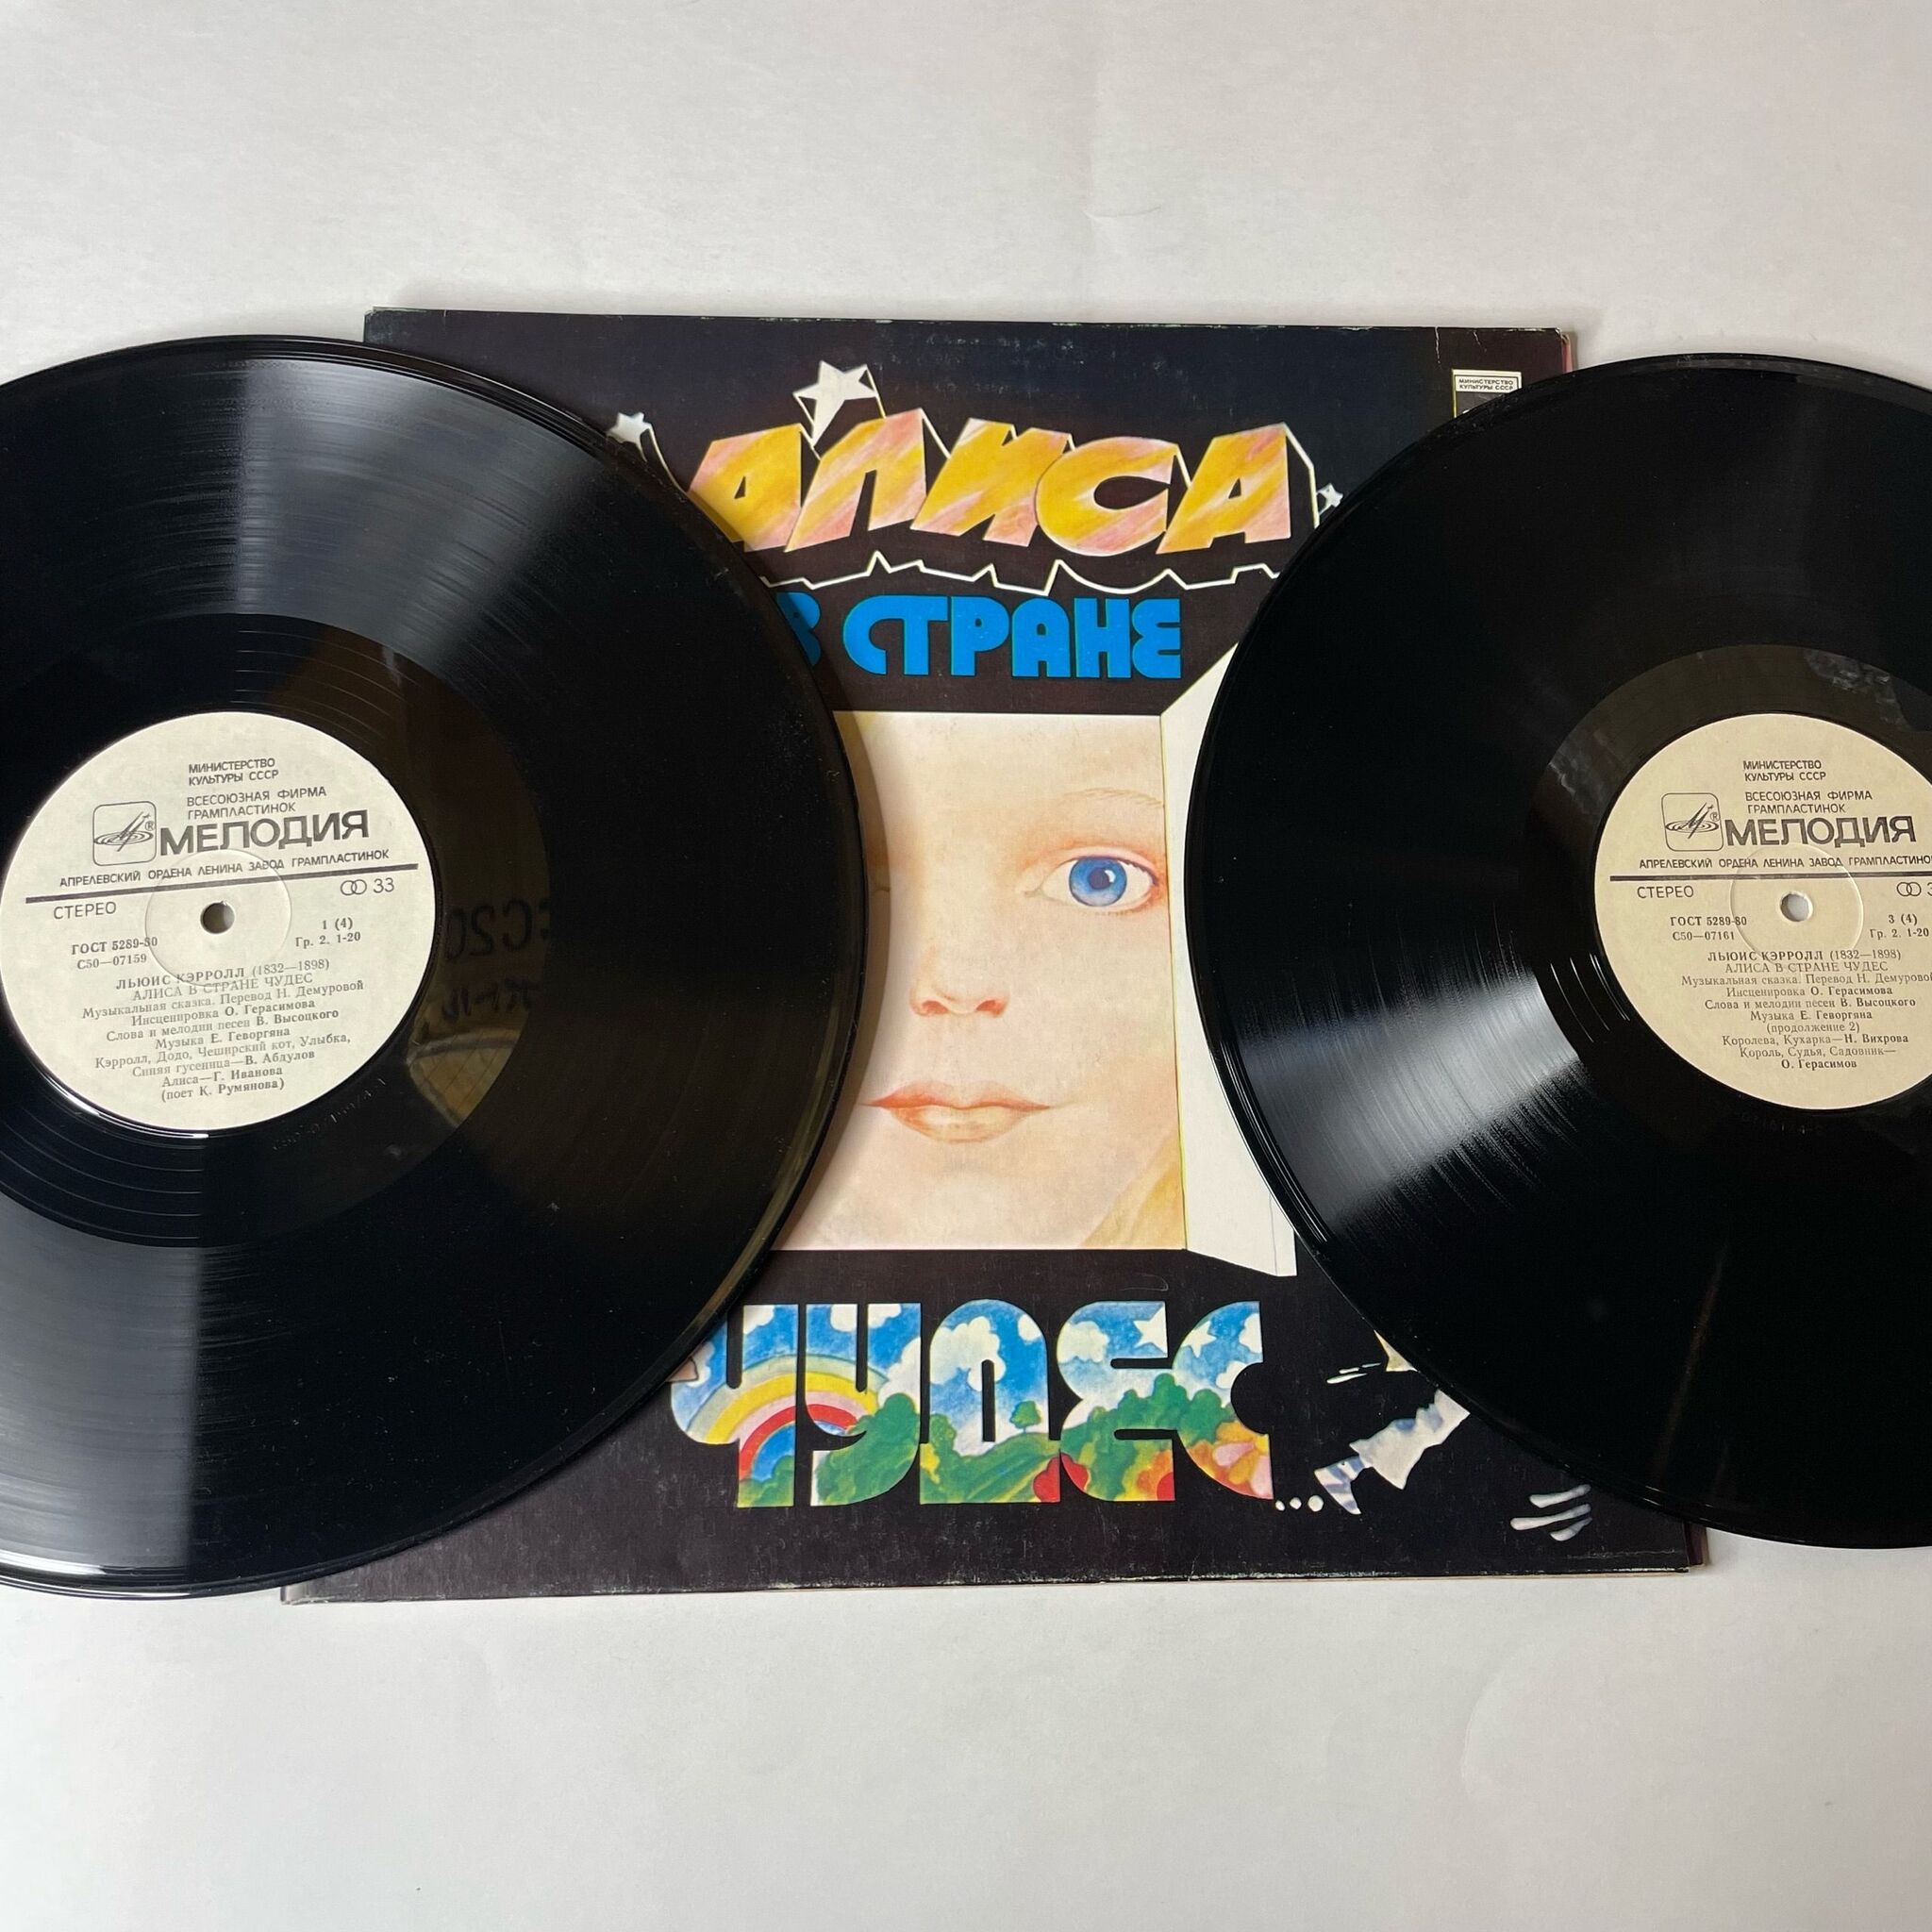 АЛИСА
В СТРАНЕ
ЧУДЕС...
МИНИСТЕРСТВО
КУЛЬТУРЫ СССР
МИНИСТЕРСТВО
КУЛЬТУРЫ СССР
ВСЕСОЮЗНАЯ ФИРМА
ГРАМПЛАСТИНОК
МЕЛОДИЯ
АПРЕЛЕВСКИЙ ОРДЕНА ЛЕНИНА ЗАВОД ГРАМПЛАСТИНОК
СТЕРЕО
33
ГОСТ 5289-80
1 (4)
С50—07159
Гр. 2. 1-20
ЛЬЮИС КЭРРОЛЛ (1832—1898)
АЛИСА В СТРАНЕ ЧУДЕС
Музыкальная сказка. Перевод Н. Демуровой
Инсценировка О. Герасимова
Слова и мелодии песен В. Высоцкого
Музыка Е. Геворгяна
Кэрролл, Додо, Чеширский кот, Улыбка,
Синяя гусеница—В. Абдулов
Алиса—Г. Иванова
(поет К. Румянова)
МИНИСТЕРСТВО
КУЛЬТУРЫ СССР
ВСЕСОЮЗНАЯ ФИРМА
ГРАМПЛАСТИНОК
МЕЛОДИЯ
АПРЕЛЕВСКИЙ ОРДЕНА ЛЕНИНА ЗАВОД ГРАМПЛАСТИНО
СТЕРЕО
3
ГОСТ 5289-80
3 (4)
С50—07161
Гр. 2. 1-20
ЛЬЮИС КЭРРОЛЛ (1832—1898)
АЛИСА В СТРАНЕ ЧУДЕС
Музыкальная сказка. Перевод Н. Демуровой
Инсценировка О. Герасимова
Слова и мелодии песен В. Высоцкого
Музыка Е. Геворгяна
(продолжение 2)
Королева, Кухарка—Н. Вихрова
Король, Судья, Садовник—
О. Герасимов